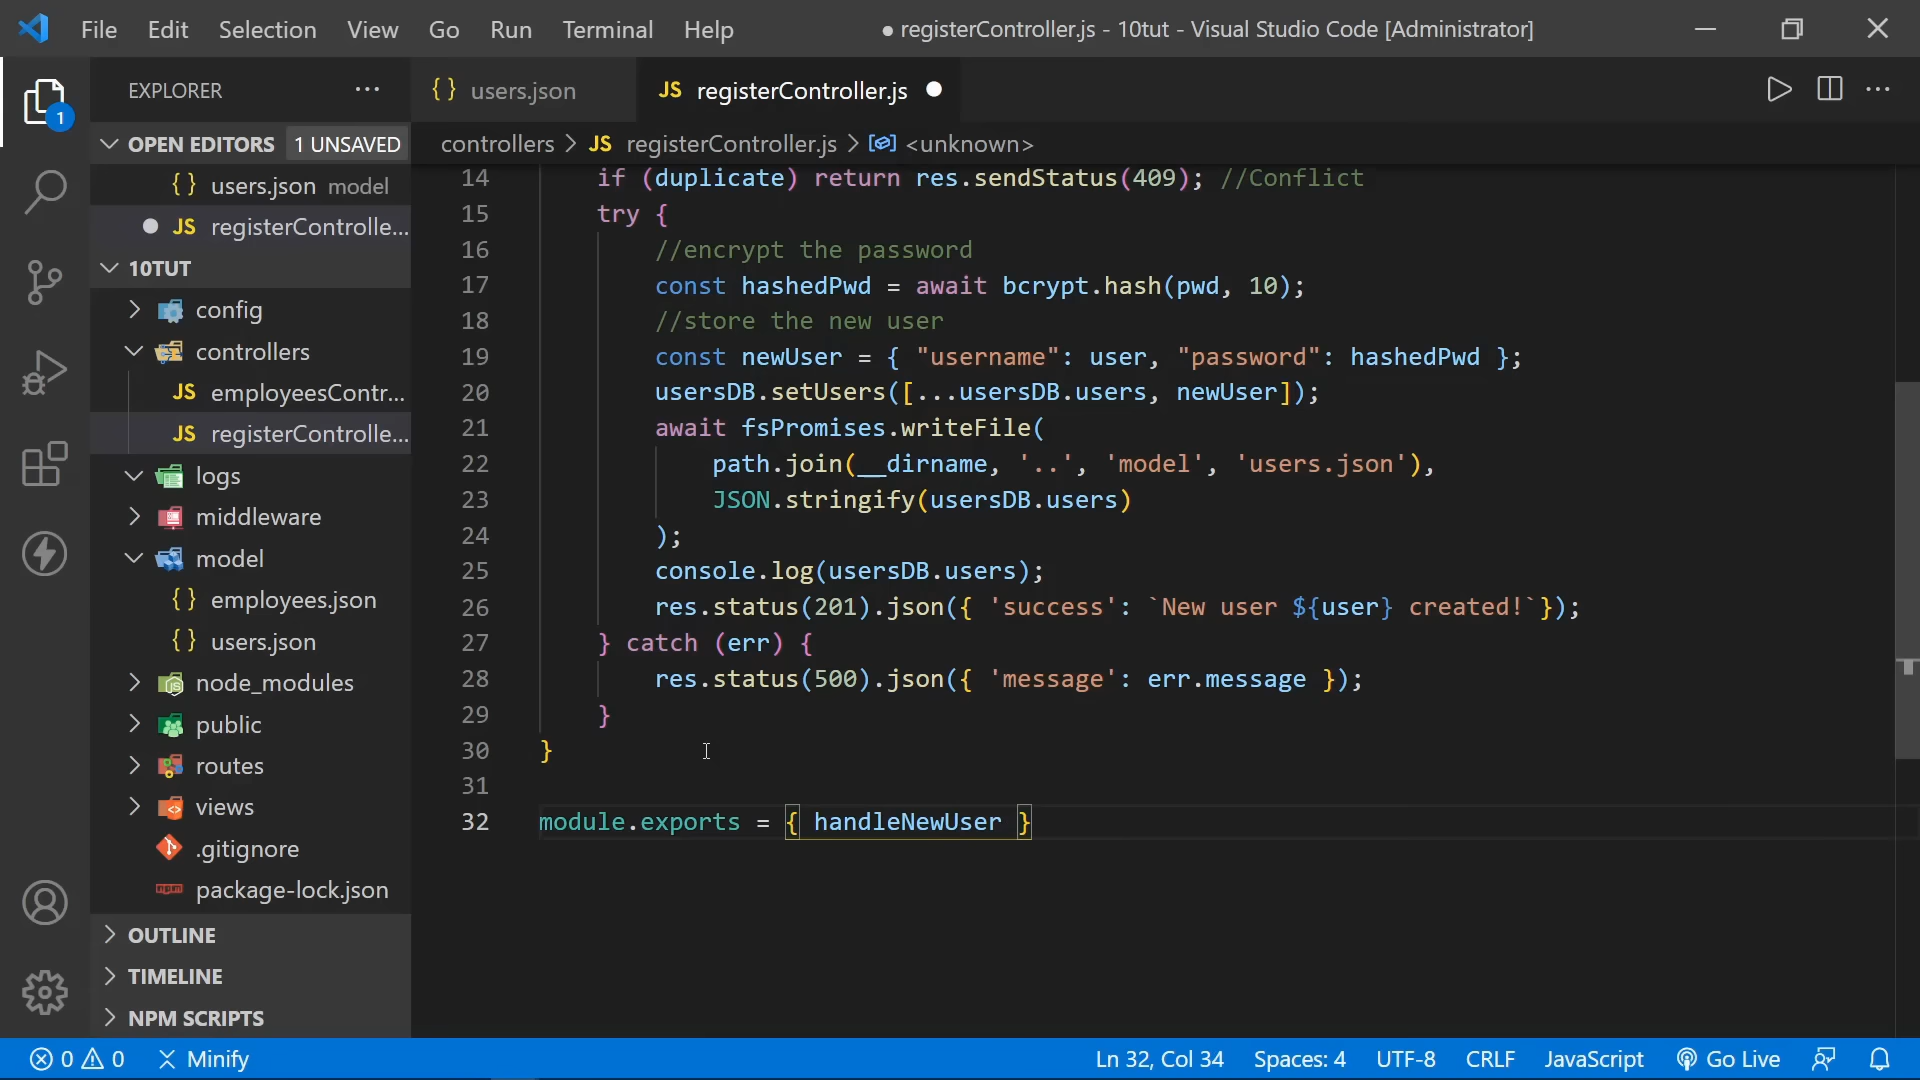 File Edit Selection View Go Run Terminal Help
● registerController.js - 10tut - Visual Studio Code [Administrator]
EXPLORER
1
OPEN EDITORS 1 UNSAVED
{} users.json model
● JS registerControlle...
10TUT
config
controllers
JS employeesContr...
JS registerControlle...
logs
middleware
model
{} employees.json
{} users.json
node_modules
public
routes
views
.gitignore
package-lock.json
OUTLINE
TIMELINE
NPM SCRIPTS
{} users.json
JS registerController.js ●
controllers > JS registerController.js > <unknown>
14 if (duplicate) return res.sendStatus(409); //Conflict
15 try {
16 //encrypt the password
17 const hashedPwd = await bcrypt.hash(pwd, 10);
18 //store the new user
19 const newUser = { "username": user, "password": hashedPwd };
20 usersDB.setUsers([...usersDB.users, newUser]);
21 await fsPromises.writeFile(
22 path.join(__dirname, '..', 'model', 'users.json'),
23 JSON.stringify(usersDB.users)
24 );
25 console.log(usersDB.users);
26 res.status(201).json({ 'success': `New user ${user} created!`});
27 } catch (err) {
28 res.status(500).json({ 'message': err.message });
29 }
30 }
31
32 module.exports = { handleNewUser }
0 0 Minify
Ln 32, Col 34 Spaces: 4 UTF-8 CRLF JavaScript Go Live